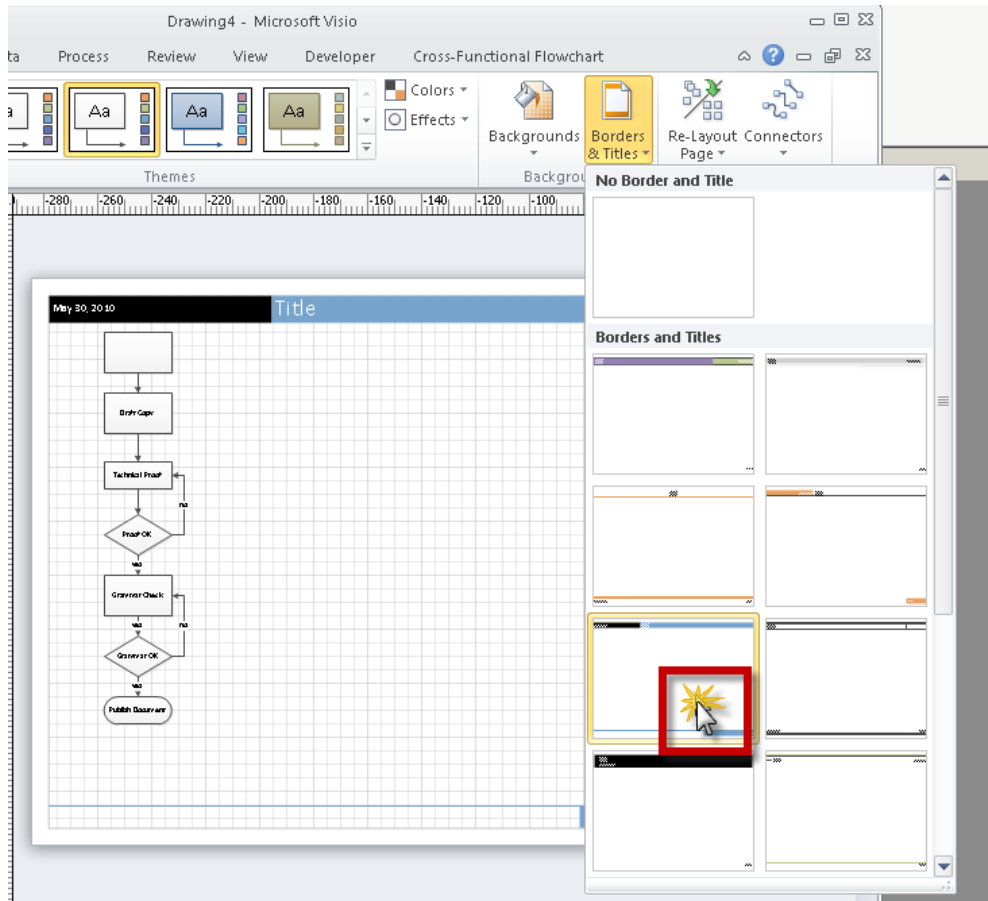 Drawing4 - Microsoft Visio
ta Process Review View Developer Cross-Functional Flowchart
Aa Aa Aa
Colors
Effects
Backgrounds
Borders
& Titles
Re-Layout
Page
Connectors
Themes
Backgrou
No Border and Title
-280 -260 -240 -220 -200 -180 -160 -140 -120 -100
May 30, 2010
Title
Borders and Titles
Draft Copy
Technical Proof
no
Proof OK
yes
Grammar Check
yes
no
Grammar OK
yes
Publish Document